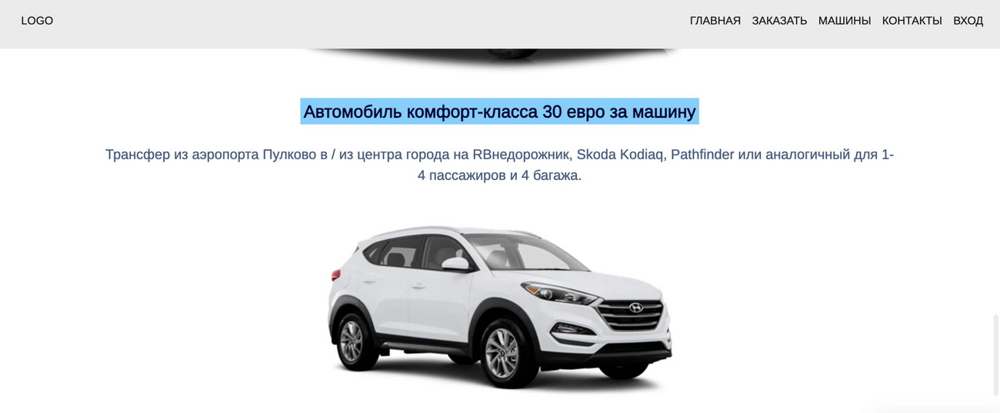 LOGO
ГЛАВНАЯ ЗАКАЗАТЬ МАШИНЫ КОНТАКТЫ ВХОД
Автомобиль комфорт-класса 30 евро за машину
Трансфер из аэропорта Пулково в / из центра города на RВнедорожник, Skoda Kodiaq, Pathfinder или аналогичный для 1-
4 пассажиров и 4 багажа.